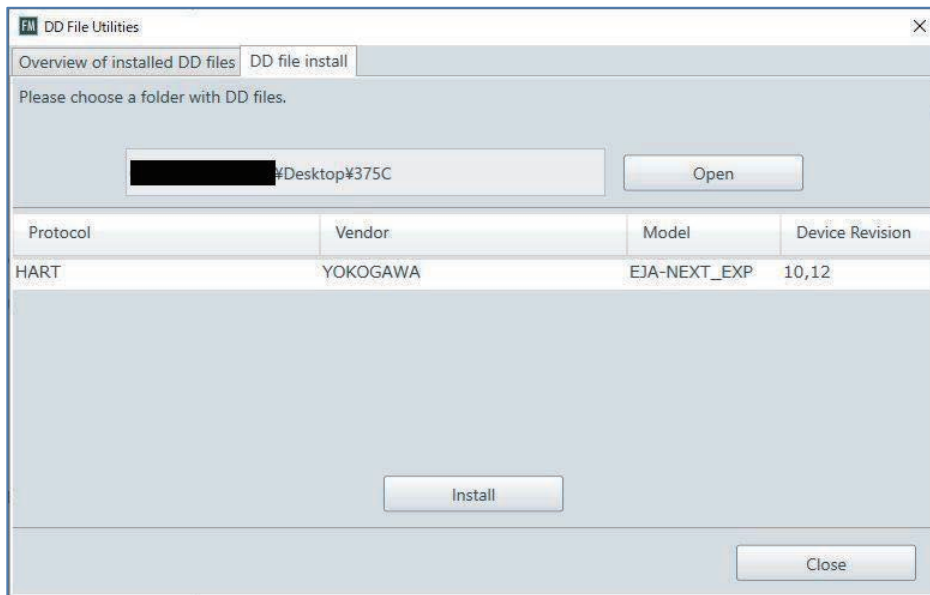 FM DD File Utilities
Overview of installed DD files DD file install
Please choose a folder with DD files.
¥Desktop¥375C Open
Protocol Vendor Model Device Revision
HART YOKOGAWA EJA-NEXT_EXP 10,12
Install
Close